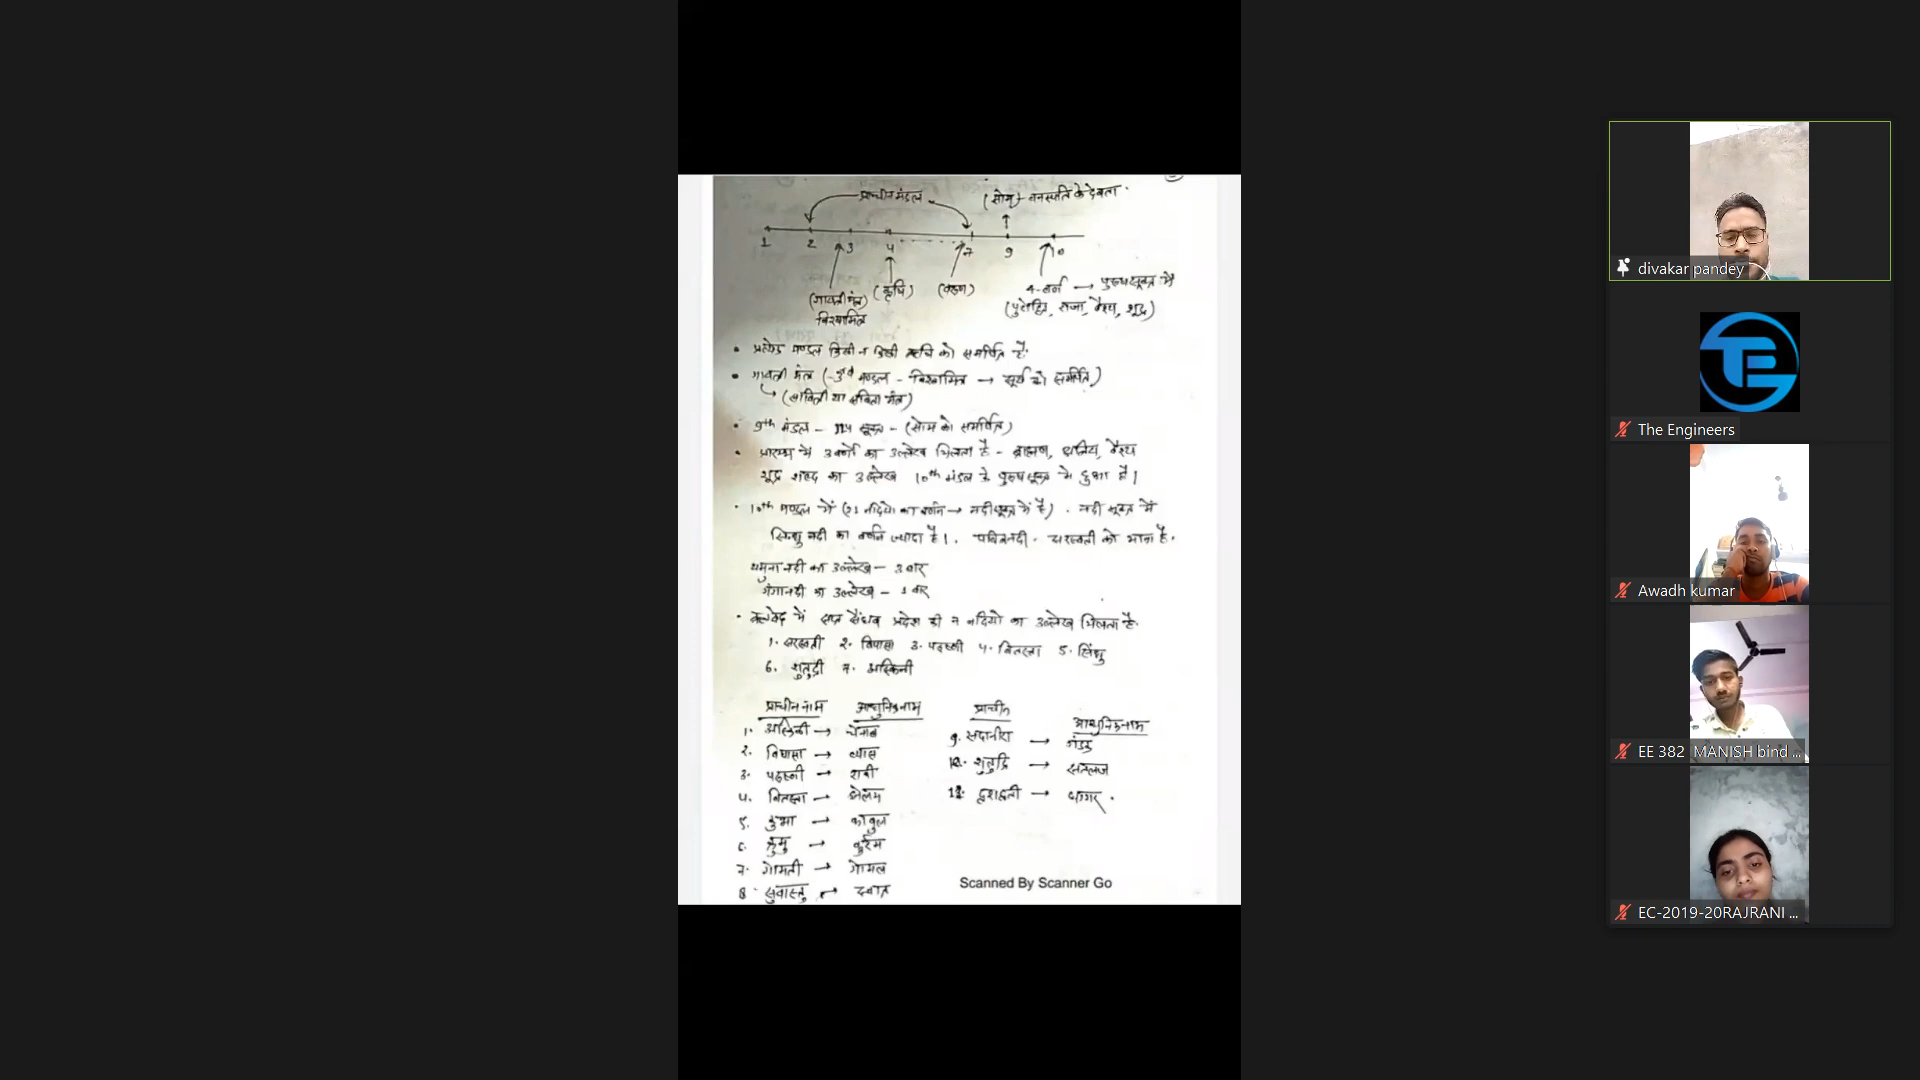 प्राचीन मंडल
(सोम) वनस्पति के देवता.
1 2 3 4 7 9 10
(गायत्री मंत्र) (कृषि) (वरुण) 4-वर्ण → पुरुषसूक्त में
विश्वामित्र (पुरोहित, राजा, वैश्य, शूद्र)
• प्रत्येक मण्डल किसी न किसी ऋषि को समर्पित है.
• गायत्री मंत्र (3rd मण्डल - विश्वामित्र → सूर्य को समर्पित)
(सावित्री या सविता मंत्र)
• 9th मंडल - 114 सूक्त - (सोम को समर्पित)
• प्रारम्भ में 3 वर्णो का उल्लेख मिलता है - ब्राह्मण, क्षत्रिय, वैश्य
शूद्र शब्द का उल्लेख 10th मंडल के पुरुषसूक्त मे हुआ है।
• 10th मण्डल में (21 नदियो का वर्णन → नदीसूक्त में है). नदी सूक्त में
सिन्धु नदी का वर्णन ज्यादा है।. पवित्र नदी. सरस्वती को माना है.
यमुना नदी का उल्लेख - 3 बार
गंगा नदी का उल्लेख - 1 बार
• ऋग्वेद में सप्त सैंधव प्रदेश की 7 नदियो का उल्लेख मिलता है.
1. सरस्वती 2. विपासा 3. परुष्णी 4. वितस्ता 5. सिंधु
6. शुतुद्री 7. अस्किनी
प्राचीन नाम आधुनिक नाम प्राचीन आधुनिक नाम
1. → चेनाब
2. विपासा → व्यास
3. परुष्णी → रावी
4. वितस्ता → झेलम
5. कुभा → काबुल
6. क्रुमु → कुर्रम
7. गोमती → गोमल
8. सुवास्तु → स्वात
9. सदानीरा → गंडक
10. शुतुद्रि → सतलज
11. → घग्गर.
Scanned By Scanner Go
divakar pandey
The Engineers
Awadh kumar
EE 382 MANISH bind ...
EC-2019-20RAJRANI ...